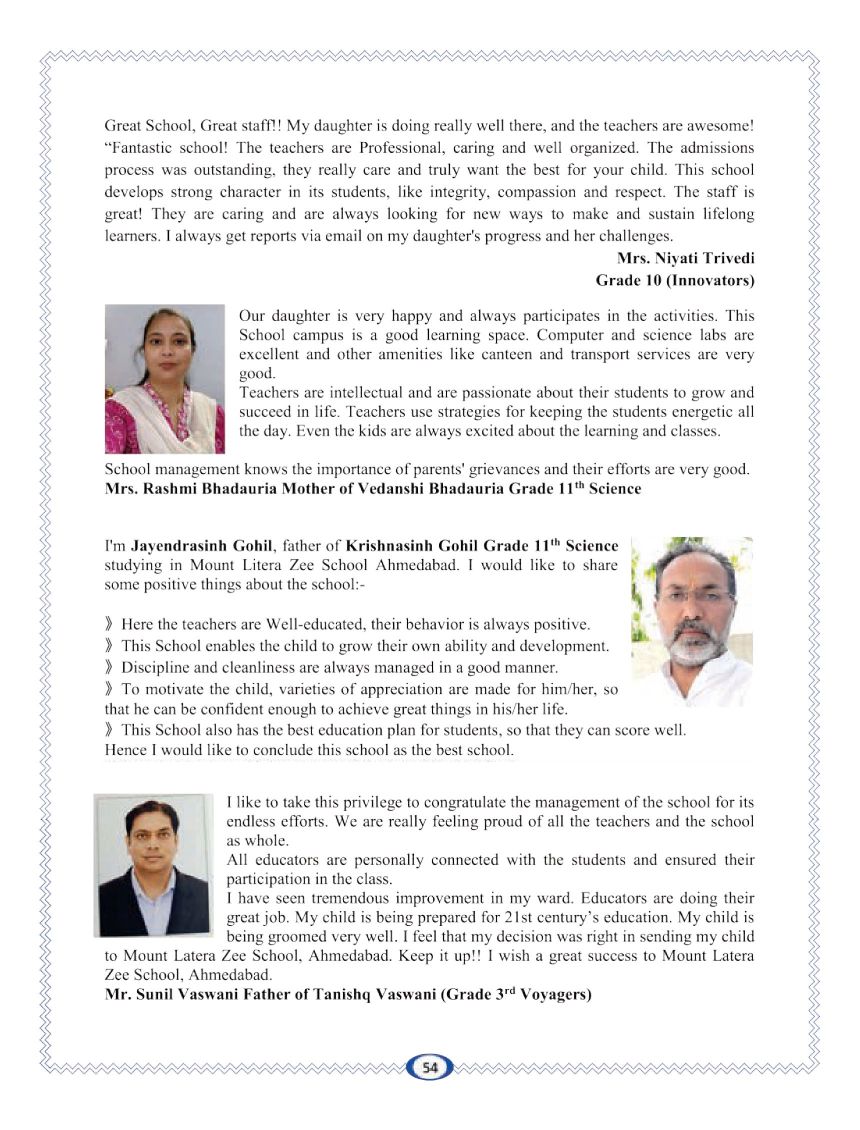 Great School, Great staff!! My daughter is doing really well there, and the teachers are awesome!
“Fantastic school! The teachers are Professional, caring and well organized. The admissions
process was outstanding, they really care and truly want the best for your child. This school
develops strong character in its students, like integrity, compassion and respect. The staff is
great! They are caring and are always looking for new ways to make and sustain lifelong
learners. I always get reports via email on my daughter's progress and her challenges.
Mrs. Niyati Trivedi
Grade 10 (Innovators)
Our daughter is very happy and always participates in the activities. This
School campus is a good learning space. Computer and science labs are
excellent and other amenities like canteen and transport services are very
good.
Teachers are intellectual and are passionate about their students to grow and
succeed in life. Teachers use strategies for keeping the students energetic all
the day. Even the kids are always excited about the learning and classes.
School management knows the importance of parents' grievances and their efforts are very good.
Mrs. Rashmi Bhadauria Mother of Vedanshi Bhadauria Grade 11th Science
I'm Jayendrasinh Gohil, father of Krishnasinh Gohil Grade 11th Science
studying in Mount Litera Zee School Ahmedabad. I would like to share
some positive things about the school:-
》Here the teachers are Well-educated, their behavior is always positive.
》This School enables the child to grow their own ability and development.
》Discipline and cleanliness are always managed in a good manner.
》To motivate the child, varieties of appreciation are made for him/her, so
that he can be confident enough to achieve great things in his/her life.
》This School also has the best education plan for students, so that they can score well.
Hence I would like to conclude this school as the best school.
I like to take this privilege to congratulate the management of the school for its
endless efforts. We are really feeling proud of all the teachers and the school
as whole.
All educators are personally connected with the students and ensured their
participation in the class.
I have seen tremendous improvement in my ward. Educators are doing their
great job. My child is being prepared for 21st century’s education. My child is
being groomed very well. I feel that my decision was right in sending my child
to Mount Latera Zee School, Ahmedabad. Keep it up!! I wish a great success to Mount Latera
Zee School, Ahmedabad.
Mr. Sunil Vaswani Father of Tanishq Vaswani (Grade 3rd Voyagers)
54